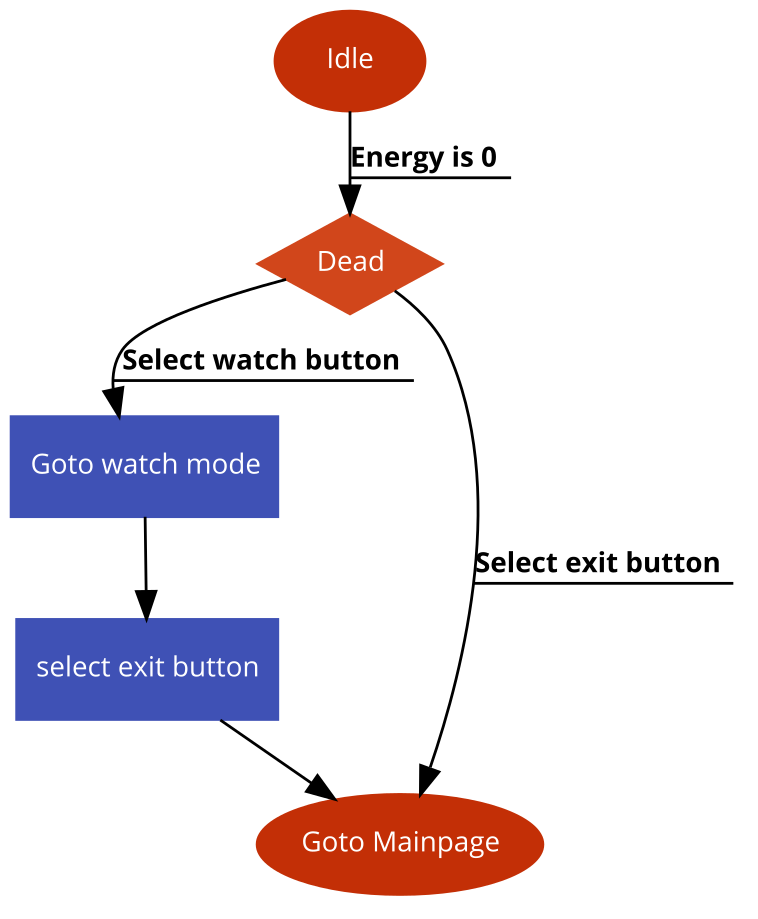 Idle
Energy is 0
Dead
Select watch button
Goto watch mode
Select exit button
select exit button
Goto Mainpage